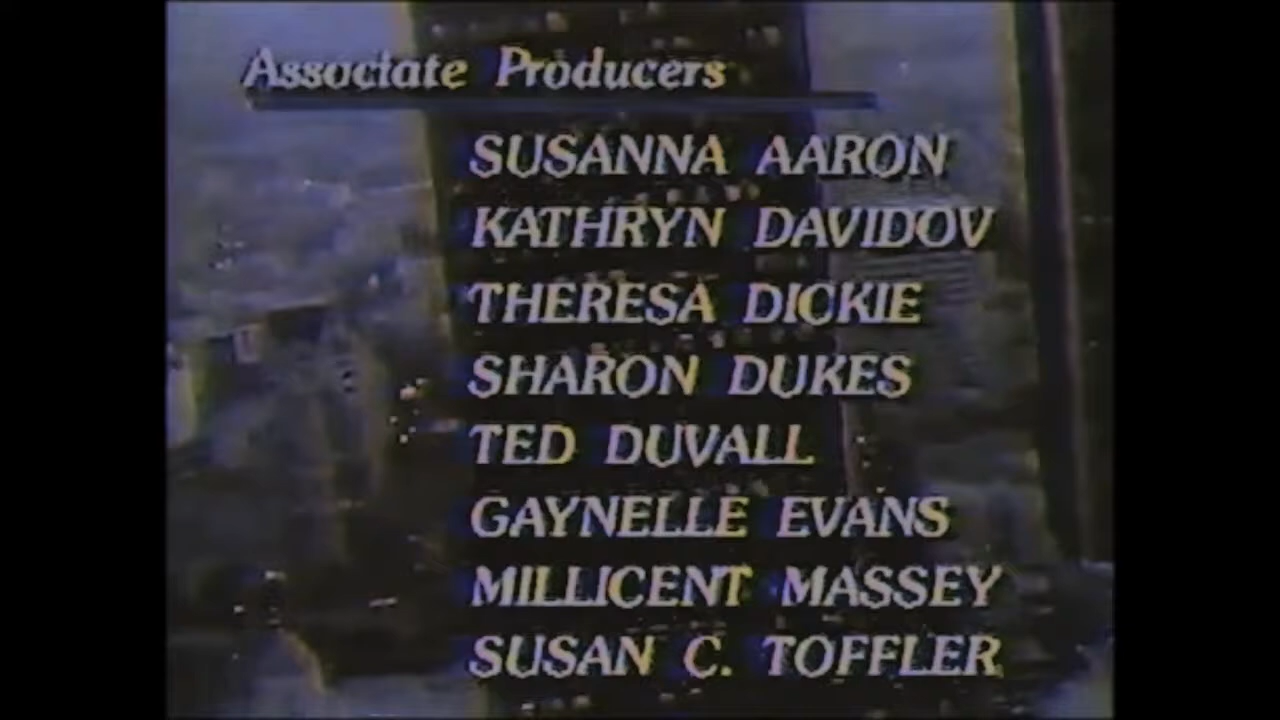 Associate Producers
SUSANNA AARON
KATHRYN DAVIDOV
THERESA DICKIE
SHARON DUKES
TED DUVALL
GAYNELLE EVANS
MILLICENT MASSEY
SUSAN C. TOFFLER